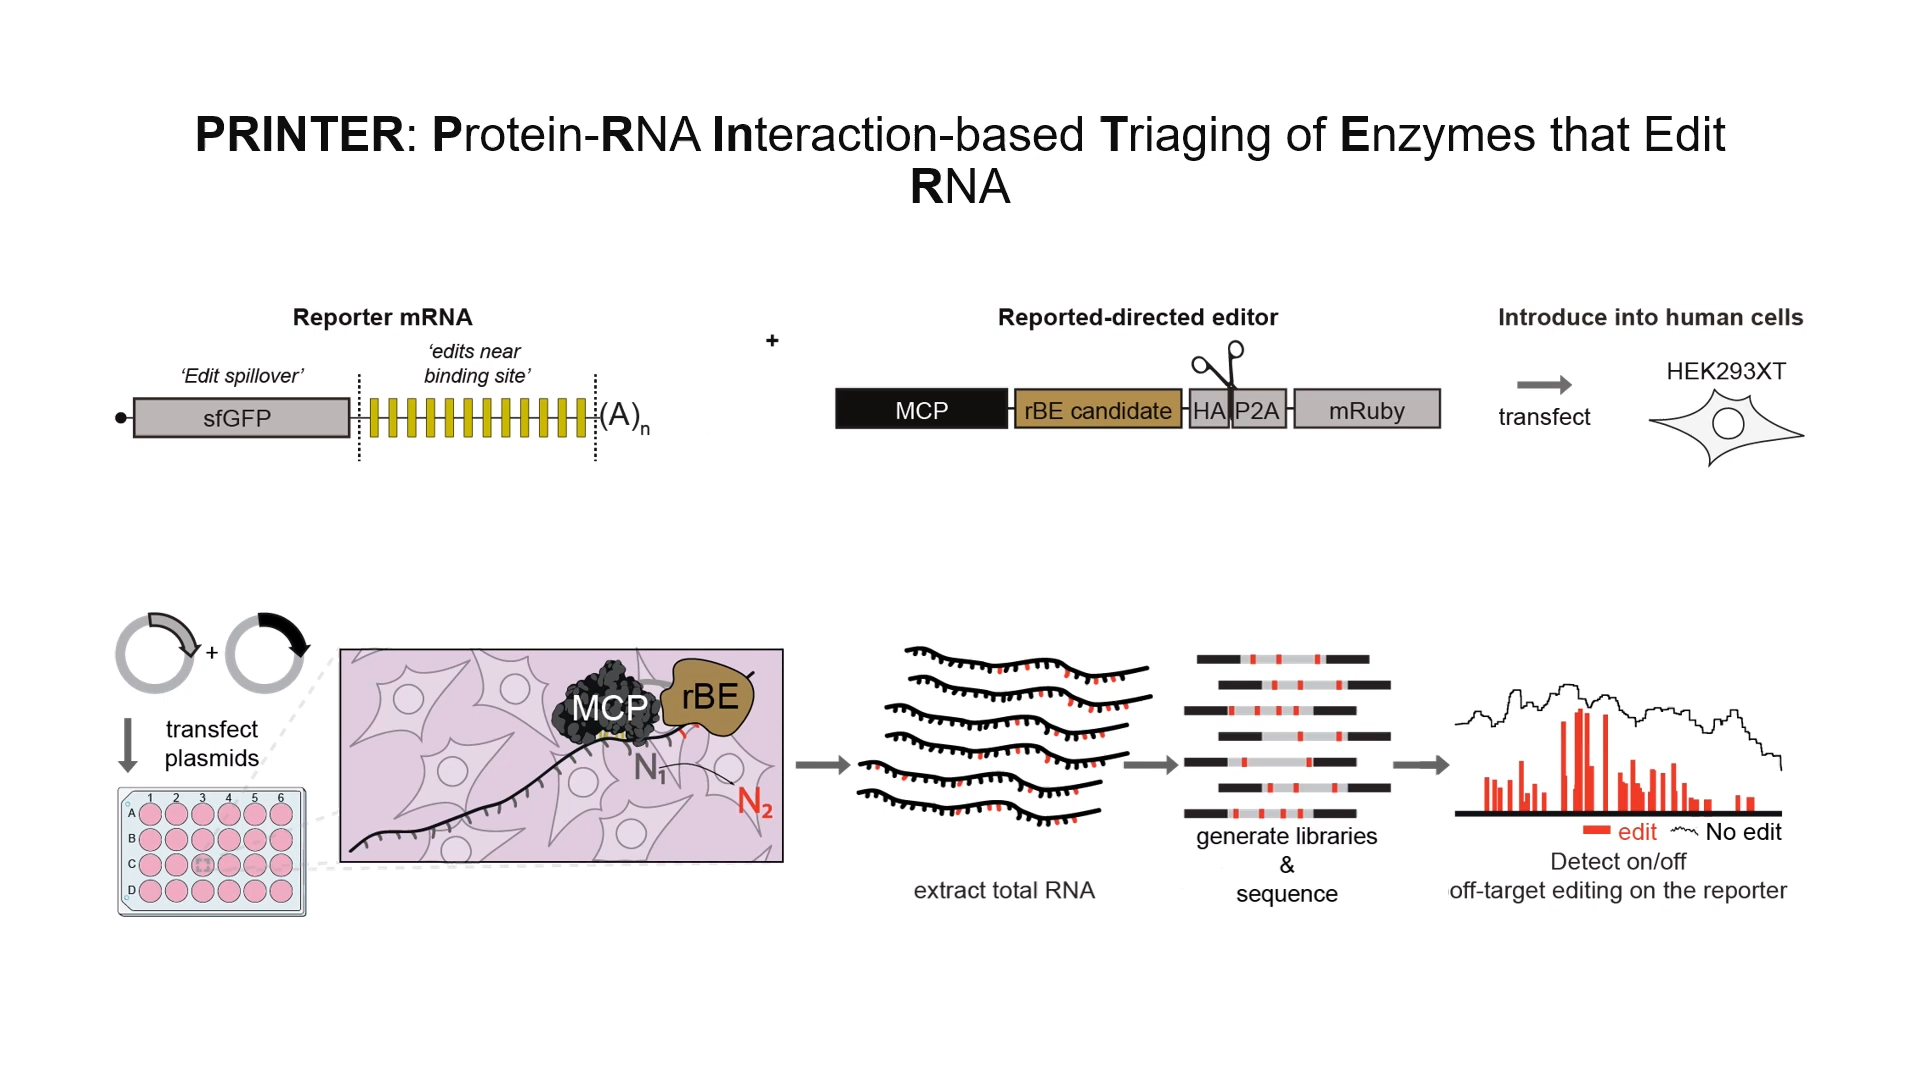 PRINTER: Protein-RNA Interaction-based Triaging of Enzymes that Edit
RNA
Reporter mRNA
‘Edit spillover’
‘edits near
binding site’
sfGFP
(A)n
+
Reported-directed editor
MCP
rBE candidate
HA
P2A
mRuby
Introduce into human cells
transfect
HEK293XT
+
transfect
plasmids
1 2 3 4 5 6
A
B
C
D
MCP
rBE
N1
N2
extract total RNA
generate libraries
&
sequence
edit
No edit
Detect on/off
off-target editing on the reporter